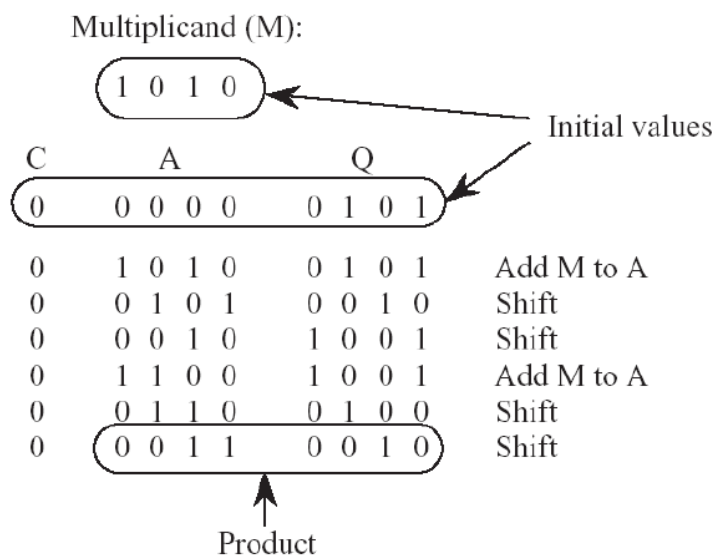 Multiplicand (M):
1 0 1 0
Initial values
C A Q
0 0 0 0 0 0 1 0 1
0 1 0 1 0 0 1 0 1 Add M to A
0 0 1 0 1 0 0 1 0 Shift
0 0 0 1 0 1 0 0 1 Shift
0 1 1 0 0 1 0 0 1 Add M to A
0 0 1 1 0 0 1 0 0 Shift
0 0 0 1 1 0 0 1 0 Shift
Product